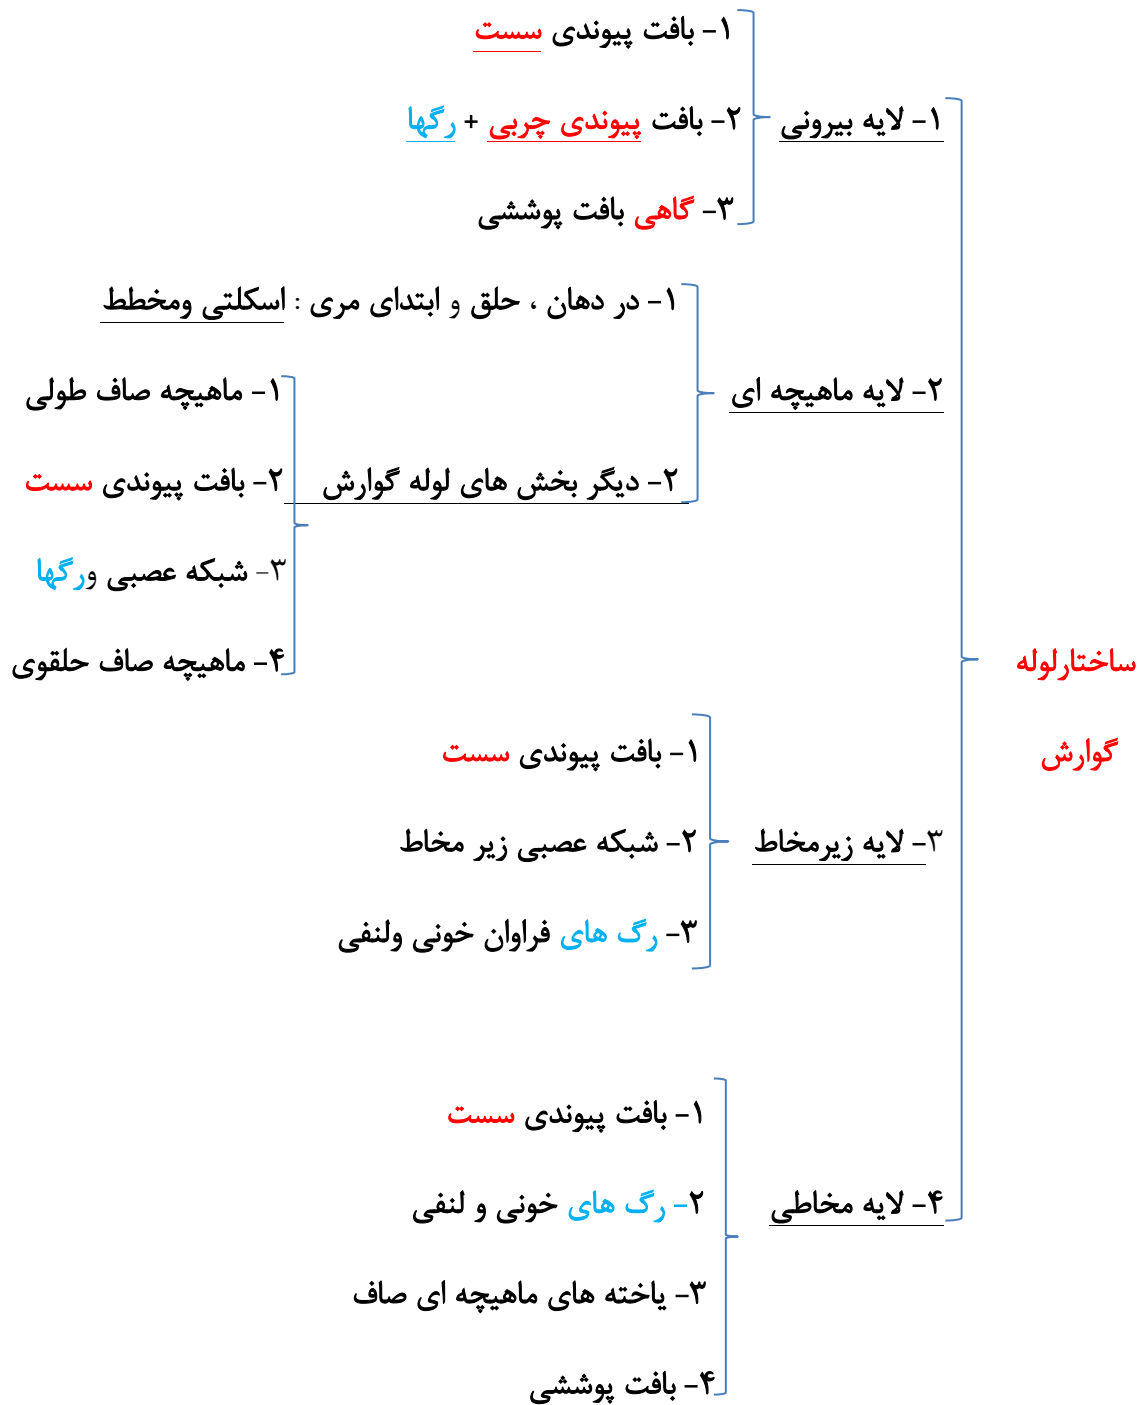 ساختارلوله
گوارش
۱- لایه بیرونی
۱- بافت پیوندی سست
۲- بافت پیوندی چربی + رگها
۳- گاهی بافت پوششی
۲- لایه ماهیچه ای
۱- در دهان ، حلق و ابتدای مری : اسکلتی ومخطط
۲- دیگر بخش های لوله گوارش
۱- ماهیچه صاف طولی
۲- بافت پیوندی سست
۳- شبکه عصبی ورگها
۴- ماهیچه صاف حلقوی
۳- لایه زیرمخاط
۱- بافت پیوندی سست
۲- شبکه عصبی زیر مخاط
۳- رگ های فراوان خونی ولنفی
۴- لایه مخاطی
۱- بافت پیوندی سست
۲- رگ های خونی و لنفی
۳- یاخته های ماهیچه ای صاف
۴- بافت پوششی